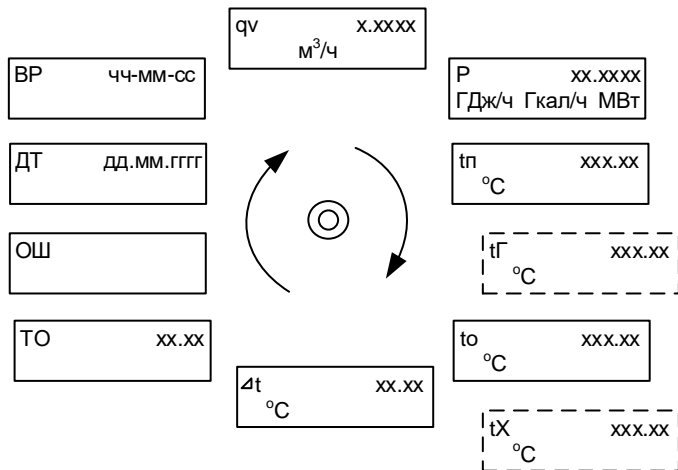 qv x.xxxx
м³/ч
ВР чч-мм-сс
P xx.xxxx
ГДж/ч Гкал/ч МВт
ДТ дд.мм.гггг
tп xxx.xx
°C
ОШ
tГ xxx.xx
°C
ТО xx.xx
to xxx.xx
°C
⊿t xx.xx
°C
tX xxx.xx
°C